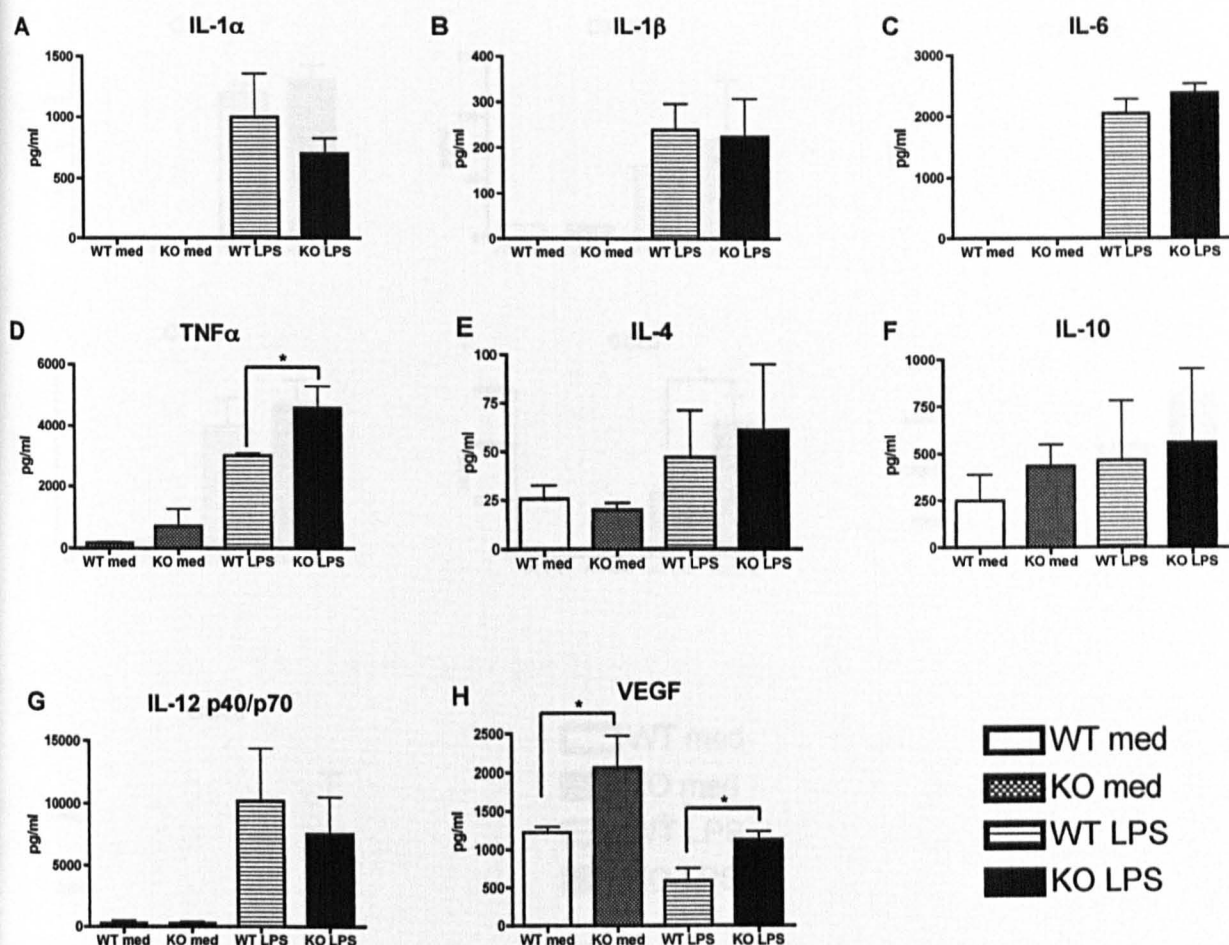 A IL-1α
1500
1000
500
0
pg/ml
WT med KO med WT LPS KO LPS
B IL-1β
400
300
200
100
0
pg/ml
WT med KO med WT LPS KO LPS
C IL-6
3000
2000
1000
0
pg/ml
WT med KO med WT LPS KO LPS
D TNFα
6000
4000
2000
0
pg/ml
*
WT med KO med WT LPS KO LPS
E IL-4
100
75
50
25
0
pg/ml
WT med KO med WT LPS KO LPS
F IL-10
1000
750
500
250
0
pg/ml
WT med KO med WT LPS KO LPS
G IL-12 p40/p70
15000
10000
5000
0
pg/ml
WT med KO med WT LPS KO LPS
H VEGF
2500
2000
1500
1000
500
0
pg/ml
*
*
WT med KO med WT LPS KO LPS
WT med
KO med
WT LPS
KO LPS